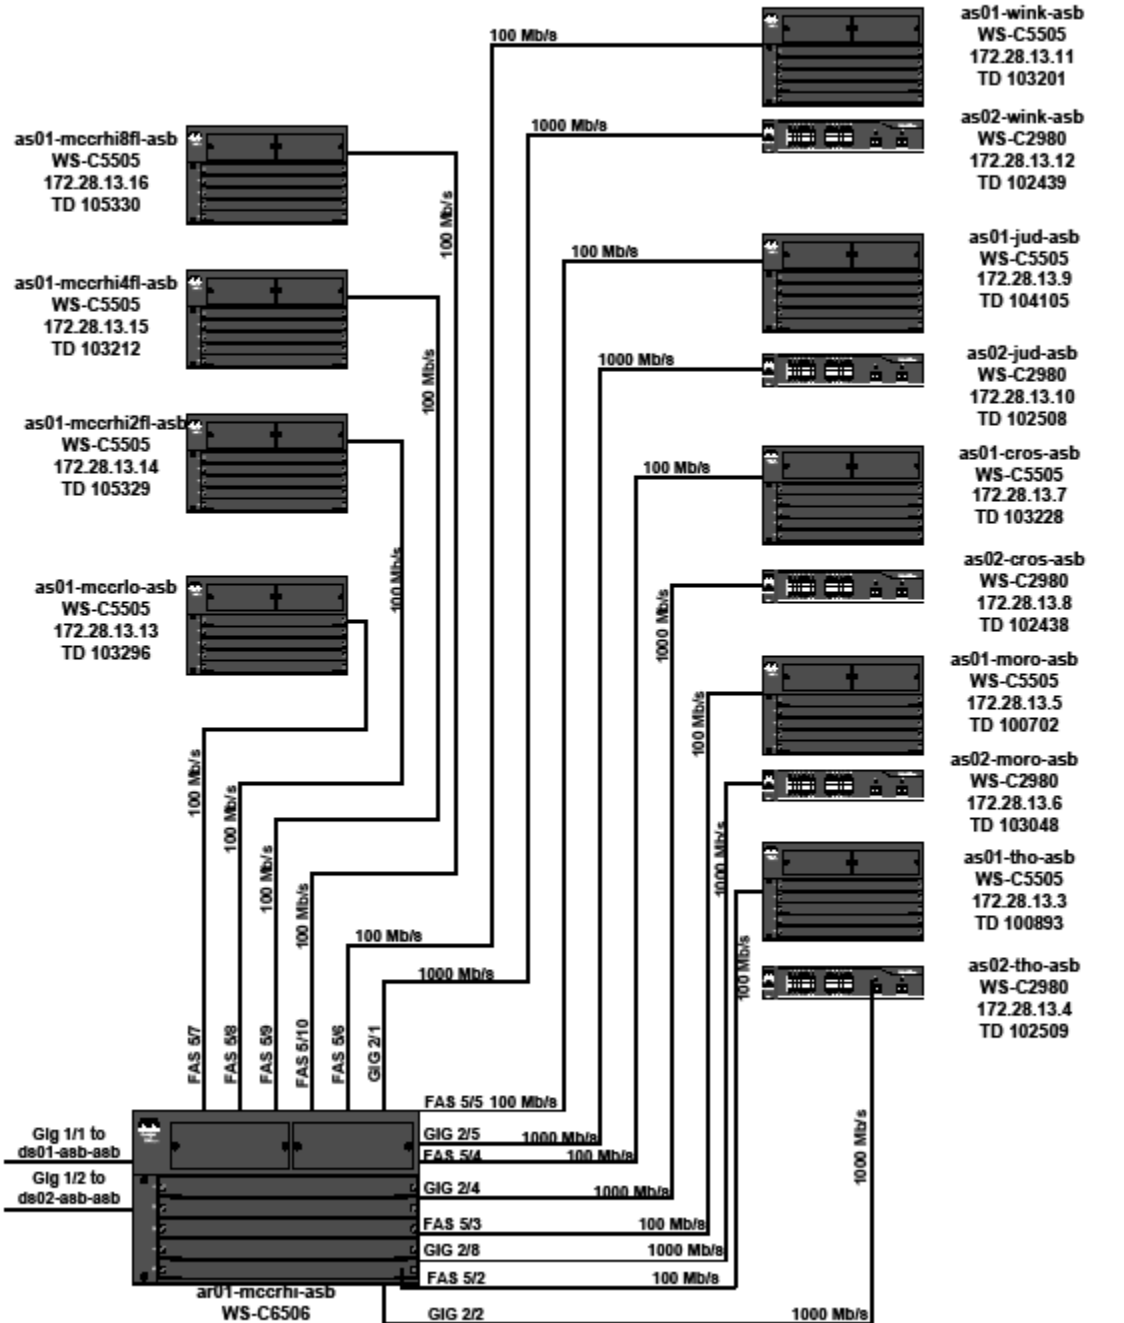 as01-wink-asb
WS-C5505
172.28.13.11
TD 103201
100 Mb/s
as02-wink-asb
WS-C2980
172.28.13.12
TD 102439
1000 Mb/s
as01-mccrhi8fl-asb
WS-C5505
172.28.13.16
TD 105330
100 Mb/s
as01-jud-asb
WS-C5505
172.28.13.9
TD 104105
100 Mb/s
as01-mccrhi4fl-asb
WS-C5505
172.28.13.15
TD 103212
100 Mb/s
as02-jud-asb
WS-C2980
172.28.13.10
TD 102508
1000 Mb/s
as01-mccrhi2fl-asb
WS-C5505
172.28.13.14
TD 105329
100 Mb/s
as01-cros-asb
WS-C5505
172.28.13.7
TD 103228
100 Mb/s
as01-mccrlo-asb
WS-C5505
172.28.13.13
TD 103296
as02-cros-asb
WS-C2980
172.28.13.8
TD 102438
1000 Mb/s
as01-moro-asb
WS-C5505
172.28.13.5
TD 100702
100 Mb/s
as02-moro-asb
WS-C2980
172.28.13.6
TD 103048
1000 Mb/s
as01-tho-asb
WS-C5505
172.28.13.3
TD 100893
100 Mb/s
as02-tho-asb
WS-C2980
172.28.13.4
TD 102509
100 Mb/s
100 Mb/s
100 Mb/s
100 Mb/s
100 Mb/s
1000 Mb/s
FAS 5/7
FAS 5/8
FAS 5/9
FAS 5/10
FAS 5/6
GIG 2/1
FAS 5/5 100 Mb/s
GIG 2/5 1000 Mb/s
FAS 5/4 100 Mb/s
GIG 2/4 1000 Mb/s
FAS 5/3 100 Mb/s
GIG 2/8 1000 Mb/s
FAS 5/2 100 Mb/s
GIG 2/2 1000 Mb/s
1000 Mb/s
Gig 1/1 to
ds01-asb-asb
Gig 1/2 to
ds02-asb-asb
ar01-mccrhi-asb
WS-C6506